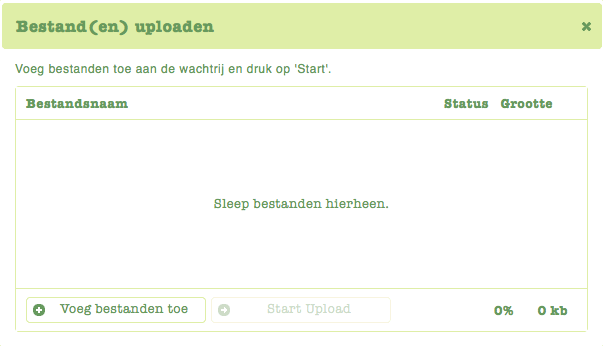 Bestand(en) uploaden
Voeg bestanden toe aan de wachtrij en druk op 'Start'.
Bestandsnaam Status Grootte
Sleep bestanden hierheen.
Voeg bestanden toe Start Upload 0% 0 kb